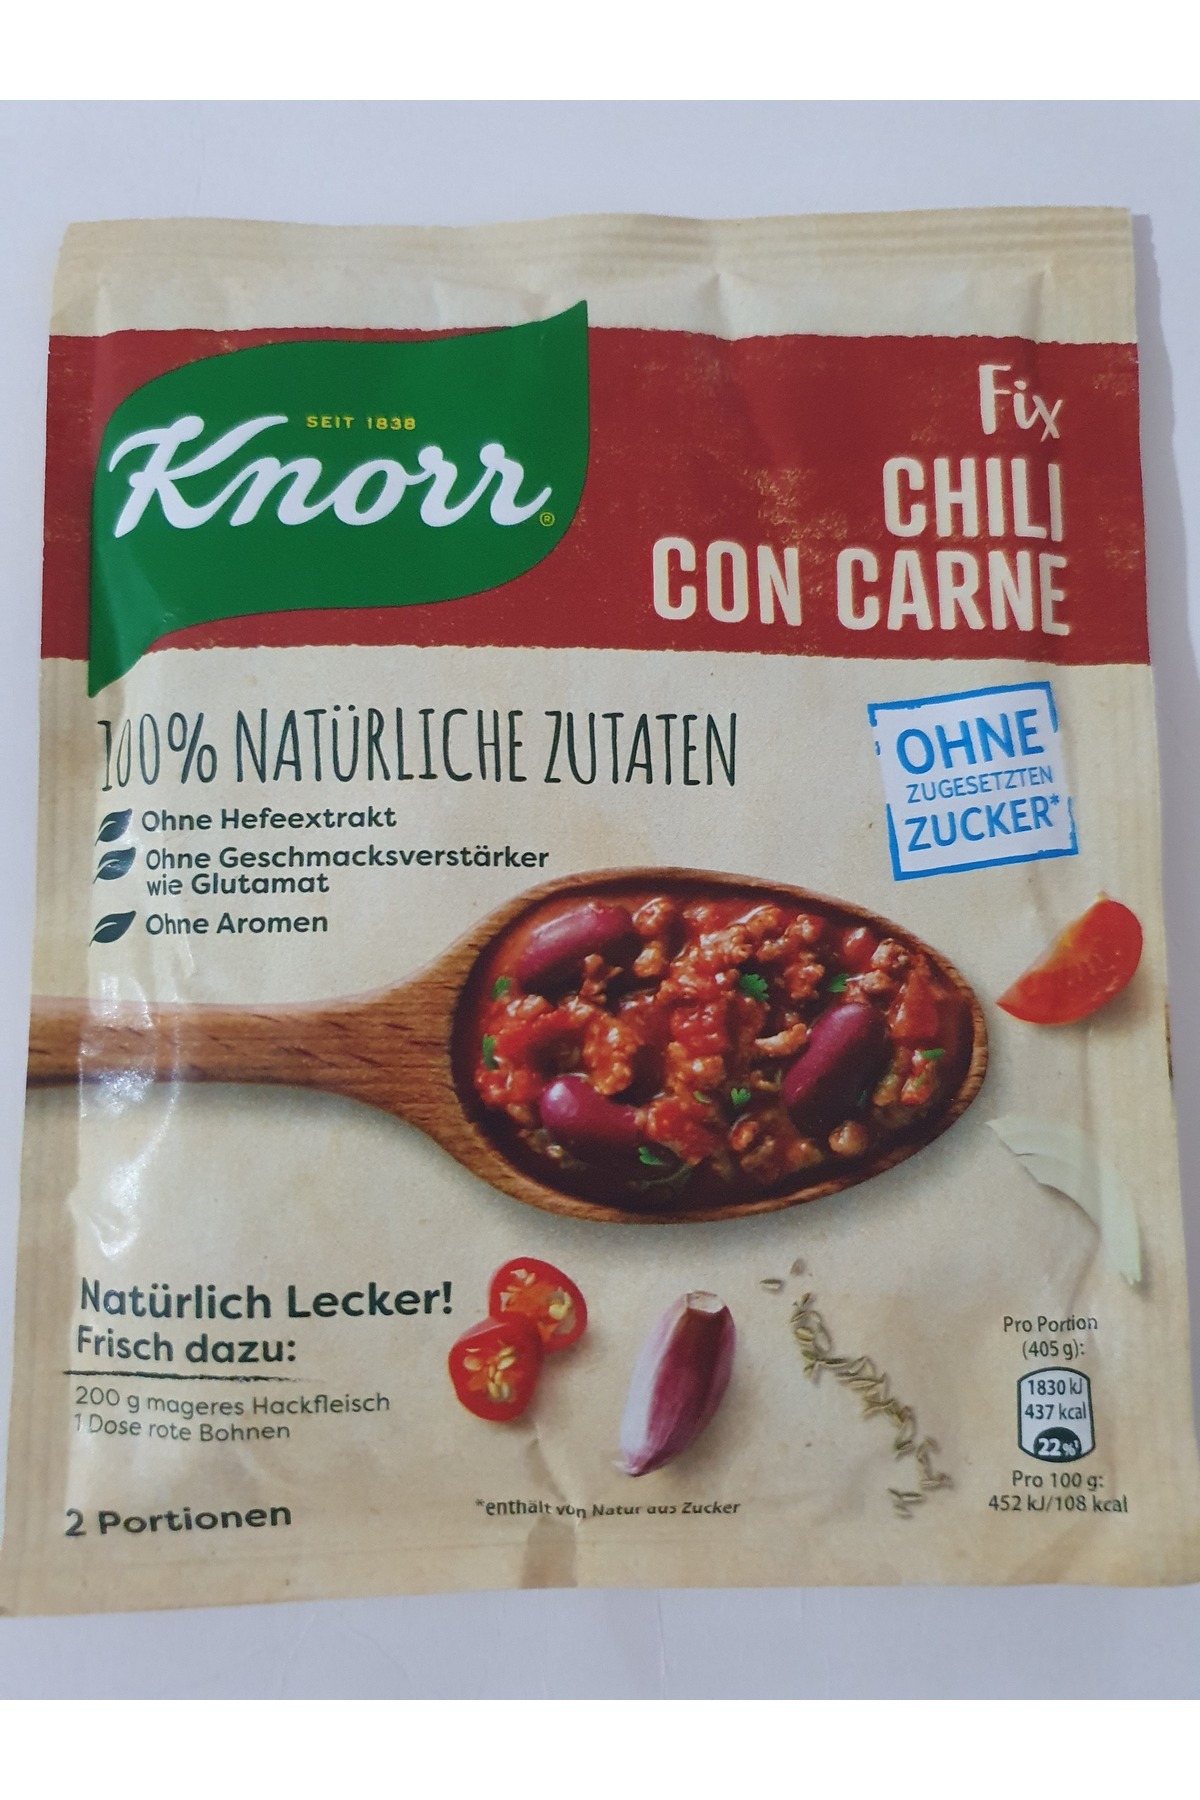 SEIT 1838
Knorr®
Fix
CHILI
CON CARNE
100% NATÜRLICHE ZUTATEN
Ohne Hefeextrakt
Ohne Geschmacksverstärker
wie Glutamat
Ohne Aromen
OHNE
ZUGESETZTEN
ZUCKER*
Natürlich Lecker!
Frisch dazu:
200 g mageres Hackfleisch
1 Dose rote Bohnen
2 Portionen
*enthält von Natur aus Zucker
Pro Portion
(405 g):
1830 kJ
437 kcal
22%¹
Pro 100 g:
452 kJ/108 kcal